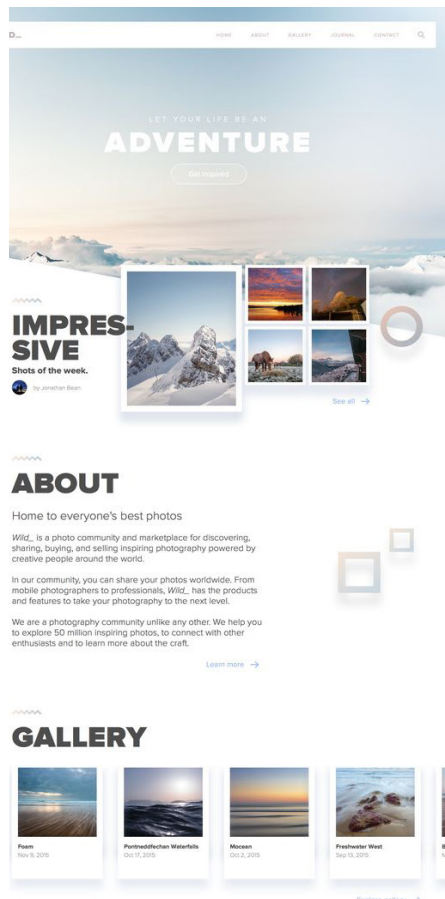 D_
HOME ABOUT GALLERY JOURNAL CONTACT
LET YOUR LIFE BE AN
ADVENTURE
Get inspired
IMPRES-
SIVE
Shots of the week.
by Jonathan Bean
See all
ABOUT
Home to everyone's best photos
Wild_ is a photo community and marketplace for discovering,
sharing, buying, and selling inspiring photography powered by
creative people around the world.
In our community, you can share your photos worldwide. From
mobile photographers to professionals, Wild_ has the products
and features to take your photography to the next level.
We are a photography community unlike any other. We help you
to explore 50 million inspiring photos, to connect with other
enthusiasts and to learn more about the craft.
Learn more
GALLERY
Foam
Nov 9, 2015
Pontneddfechan Waterfalls
Oct 17, 2015
Mocean
Oct 2, 2015
Freshwater West
Sep 13, 2015